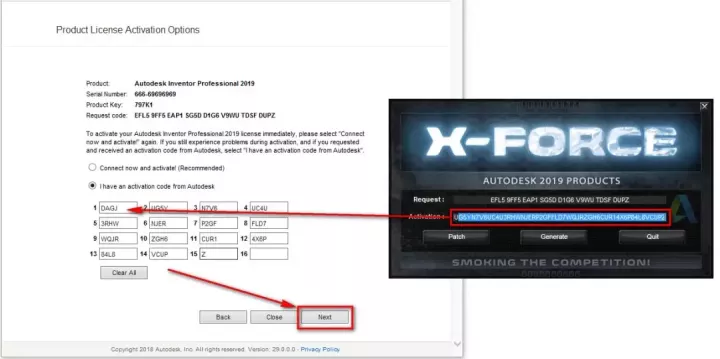 Product License Activation Options
Product: Autodesk Inventor Professional 2019
Serial Number: 666-69696969
Product Key: 797K1
Request code: EFL5 9FF5 EAP1 SG5D D1G6 V9WU TDSF DUPZ
To activate your Autodesk Inventor Professional 2019 license immediately, please select "Connect
now and activate" again. If you still experience problems during activation, and if you requested
and received an activation code from Autodesk, select "I have an activation code from Autodesk".
Connect now and activate! (Recommended)
I have an activation code from Autodesk
1 DAGJ 2 UG5V 3 N7V6 4 UC4U
5 3RHW 6 NJER 7 P2GF 8 FLD7
9 WQJR 10 ZGH6 11 CUR1 12 4X6P
13 84L8 14 VCUP 15 Z 16
Clear All
Back Close Next
Copyright 2018 Autodesk, Inc. All rights reserved. Version: 29.0.0.0 - Privacy Policy
X-FORCE
AUTODESK 2019 PRODUCTS
Request : EFL5 9FF5 EAP1 SG5D D1G6 V9WU TDSF DUPZ
Activation :
Patch Generate Quit
SMOKING THE COMPETITION!